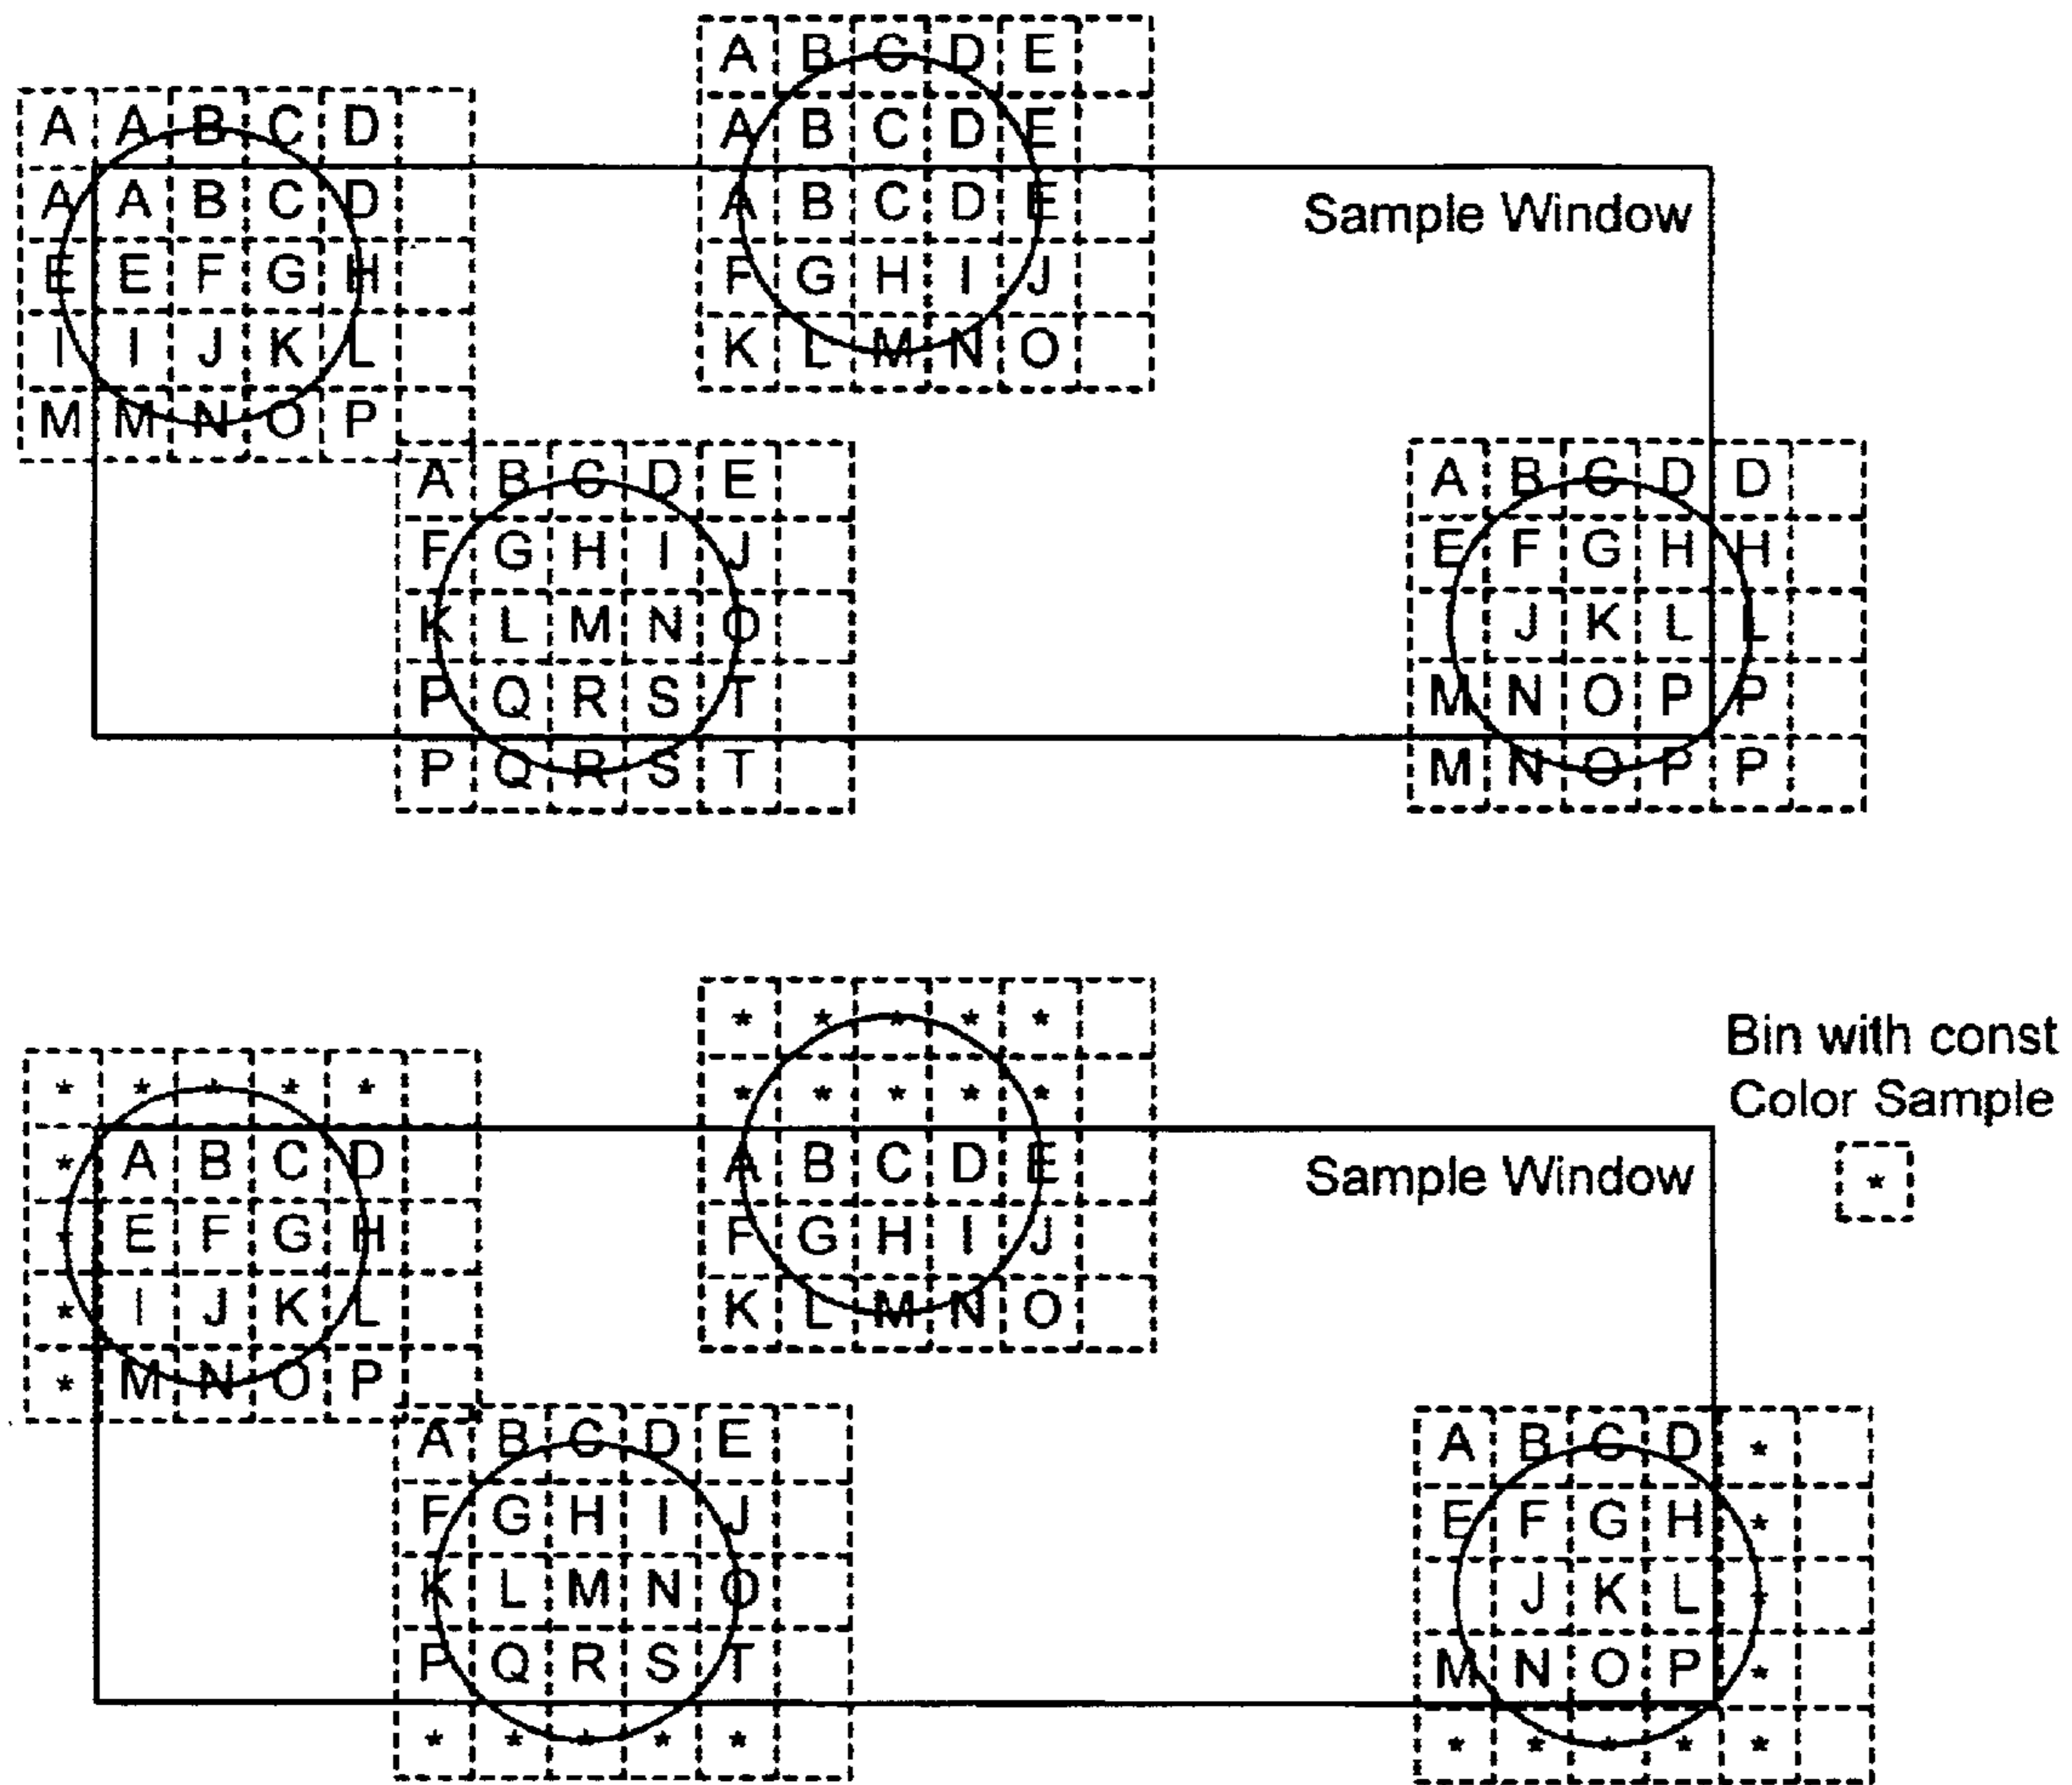 A B C D E
A B C D E
A B C D E
F G H I J
K L M N O
A A B C D
A A B C D
E E F G H
I I J K L
M M N O P
Sample Window
A B C D E
F G H I J
K L M N O
P Q R S T
P Q R S T
A B C D D
E F G H H
J K L L
M N O P P
M N O P P
* * * * *
* * * * *
A B C D E
F G H I J
K L M N O
* * * * *
* A B C D
* E F G H
* I J K L
* M N O P
Sample Window
Bin with const
Color Sample
*
A B C D E
F G H I J
K L M N O
P Q R S T
* * * * *
A B C D *
E F G H *
J K L *
M N O P *
* * * * *